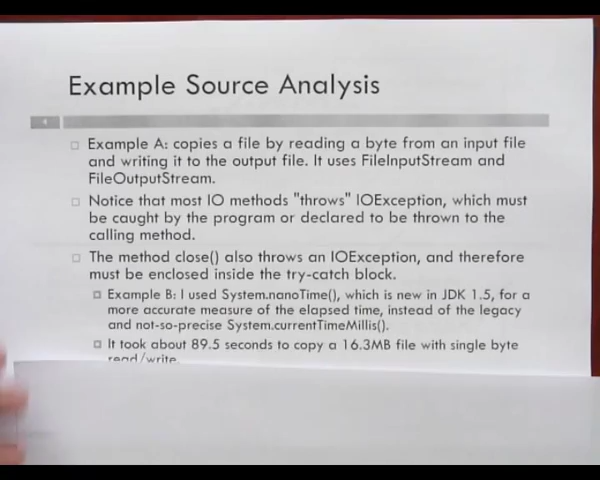 Example Source Analysis
4
Example A: copies a file by reading a byte from an input file
and writing it to the output file. It uses FileInputStream and
FileOutputStream.
Notice that most IO methods "throws" IOException, which must
be caught by the program or declared to be thrown to the
calling method.
The method close() also throws an IOException, and therefore
must be enclosed inside the try-catch block.
Example B: I used System.nanoTime(), which is new in JDK 1.5, for a
more accurate measure of the elapsed time, instead of the legacy
and not-so-precise System.currentTimeMillis().
It took about 89.5 seconds to copy a 16.3MB file with single byte
read/write.